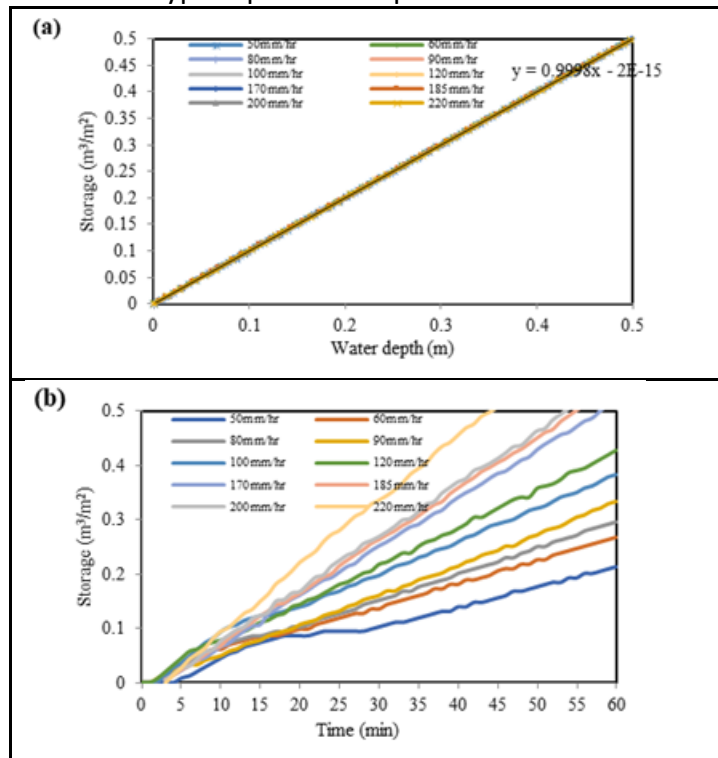 (a)
0.5
0.45
0.4
0.35
0.3
0.25
0.2
0.15
0.1
0.05
0
Storage (m³/m²)
50mm/hr 60mm/hr
80mm/hr 90mm/hr
100mm/hr 120mm/hr
170mm/hr 185mm/hr
200mm/hr 220mm/hr
y = 0.9998x - 2E-15
0 0.1 0.2 0.3 0.4 0.5
Water depth (m)
(b)
0.5
0.4
0.3
0.2
0.1
0
Storage (m³/m²)
50mm/hr 60mm/hr
80mm/hr 90mm/hr
100mm/hr 120mm/hr
170mm/hr 185mm/hr
200mm/hr 220mm/hr
0 5 10 15 20 25 30 35 40 45 50 55 60
Time (min)